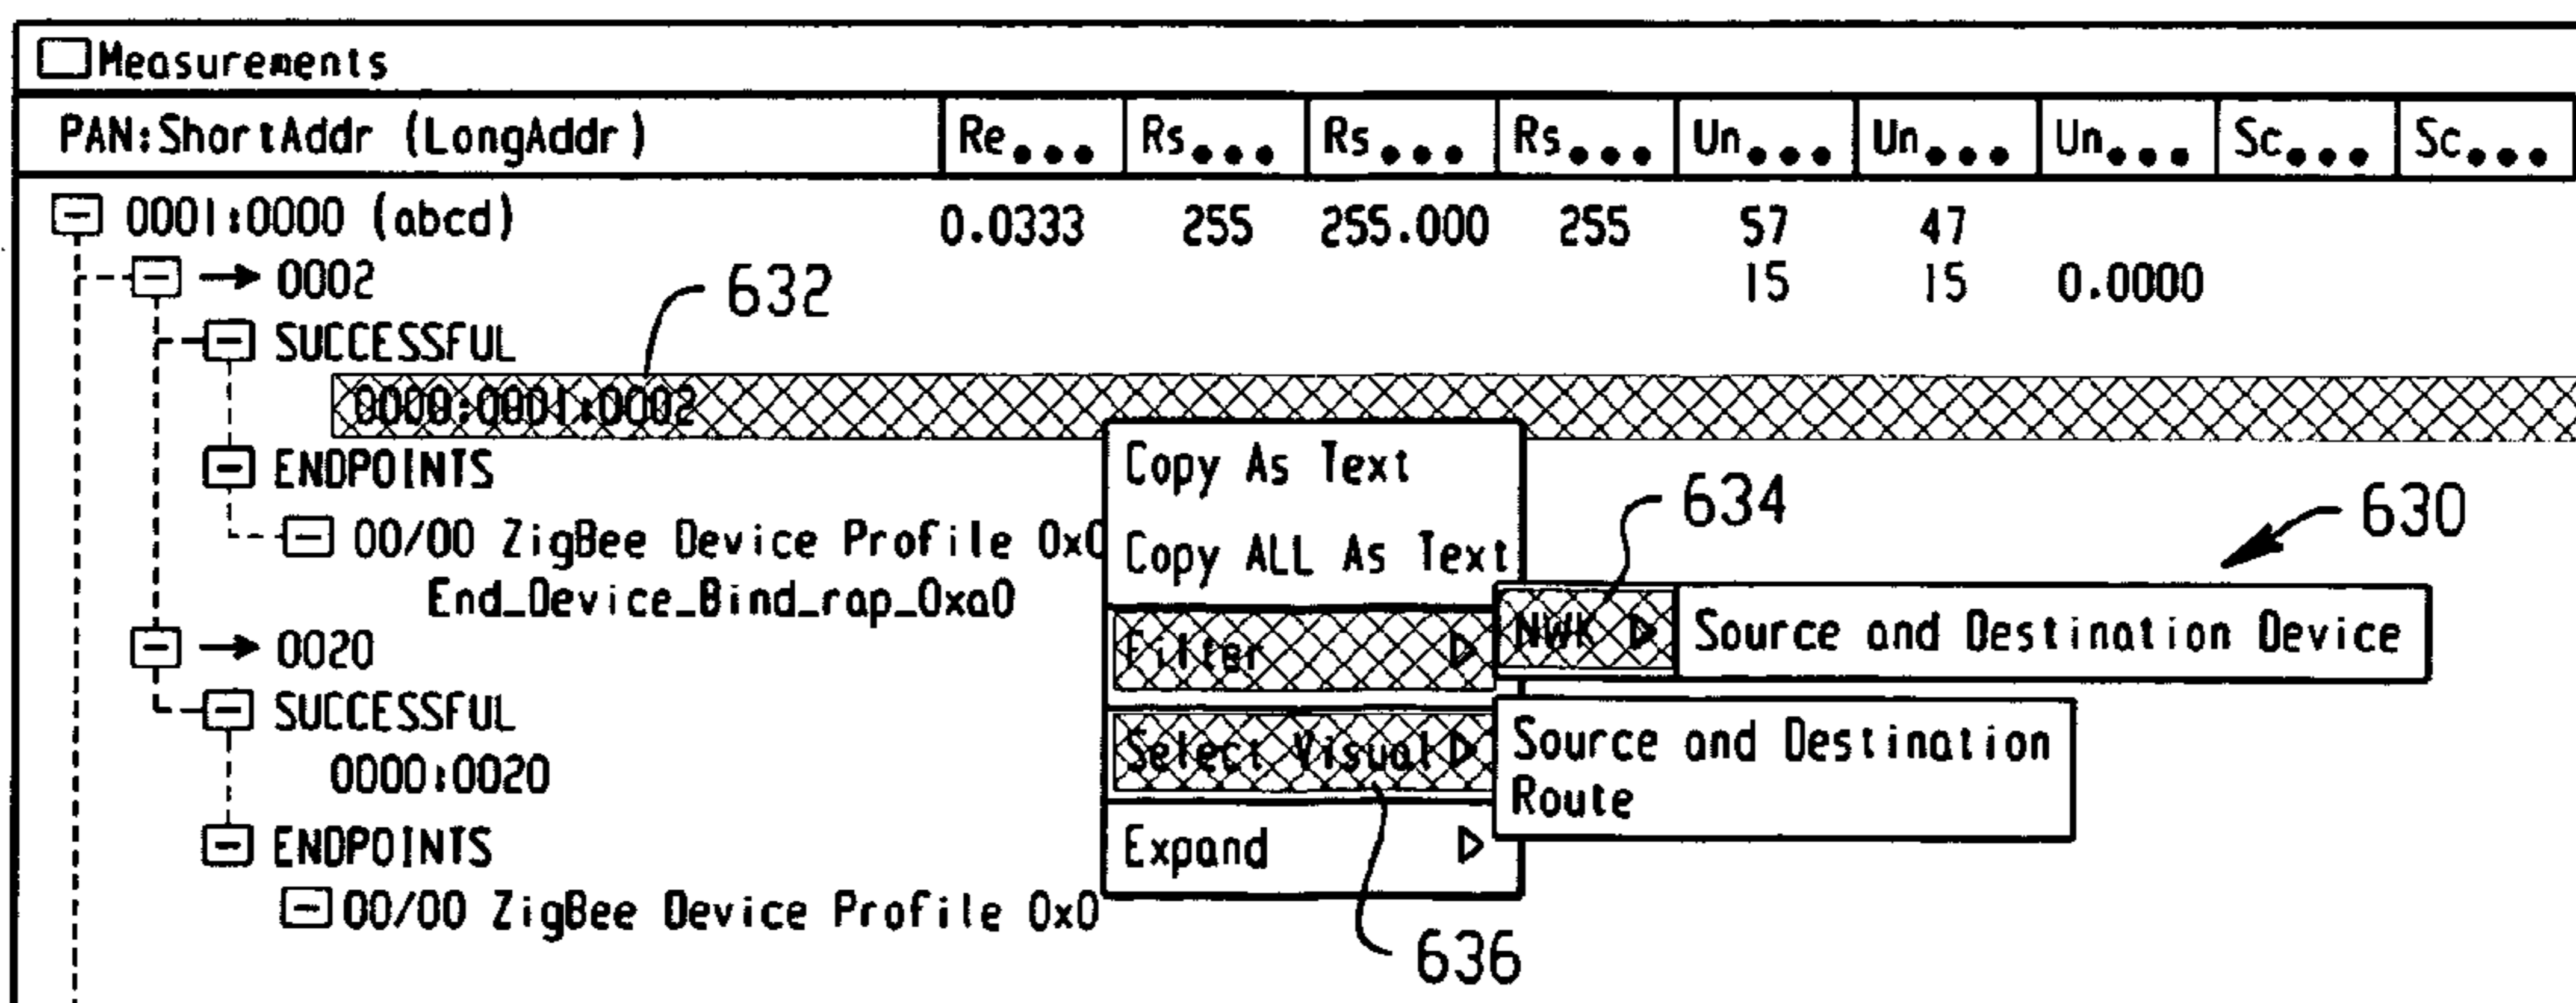 Measurements
PAN:ShortAddr (LongAddr) Re... Rs... Rs... Rs... Un... Un... Un... Sc... Sc...
0001:0000 (abcd) 0.0333 255 255.000 255 57 47
→ 0002 15 15 0.0000
632
SUCCESSFUL
0000:0001:0002
ENDPOINTS
Copy As Text
634
630
00/00 ZigBee Device Profile 0x0
Copy ALL As Text
End_Device_Bind_rap_0xa0
Filter ▷ NWK ▷ Source and Destination Device
→ 0020
SUCCESSFUL
Select Visual ▷ Source and Destination
Route
0000:0020
ENDPOINTS
Expand ▷
00/00 ZigBee Device Profile 0x0
636